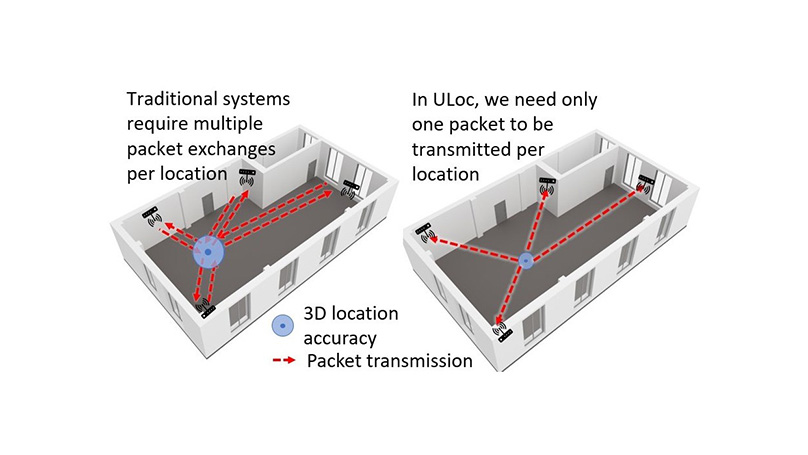 Traditional systems
require multiple
packet exchanges
per location
In ULoc, we need only
one packet to be
transmitted per
location
3D location
accuracy
Packet transmission